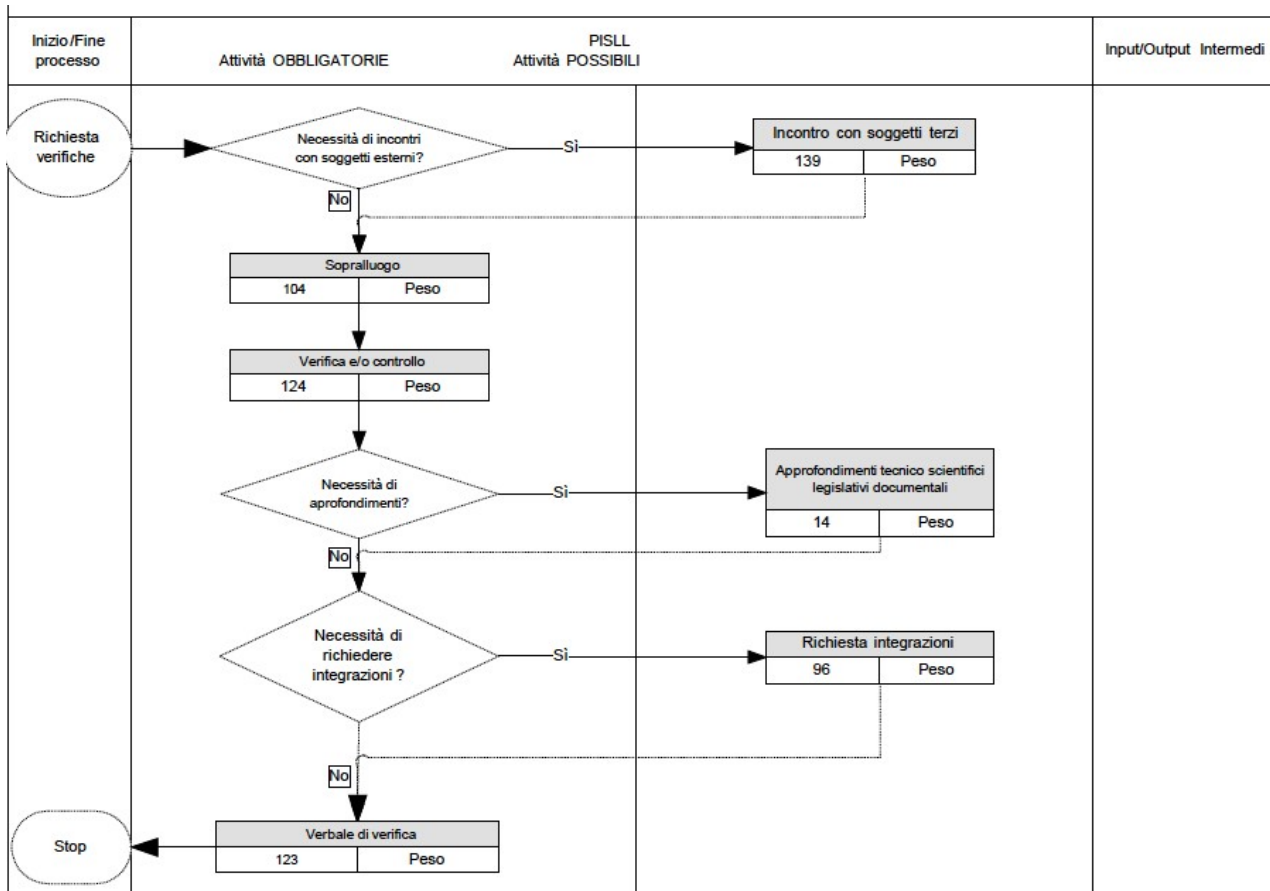 Inizio/Fine
processo
PISLL
Attività OBBLIGATORIE Attività POSSIBILI
Input/Output Intermedi
Richiesta
verifiche
Necessità di incontri
con soggetti esterni?
Sì
Incontro con soggetti terzi
139 Peso
No
Sopralluogo
104 Peso
Verifica e/o controllo
124 Peso
Necessità di
aprofondimenti?
Sì
Approfondimenti tecnico scientifici
legislativi documentali
14 Peso
No
Necessità di
richiedere
integrazioni ?
Sì
Richiesta integrazioni
96 Peso
No
Verbale di verifica
123 Peso
Stop